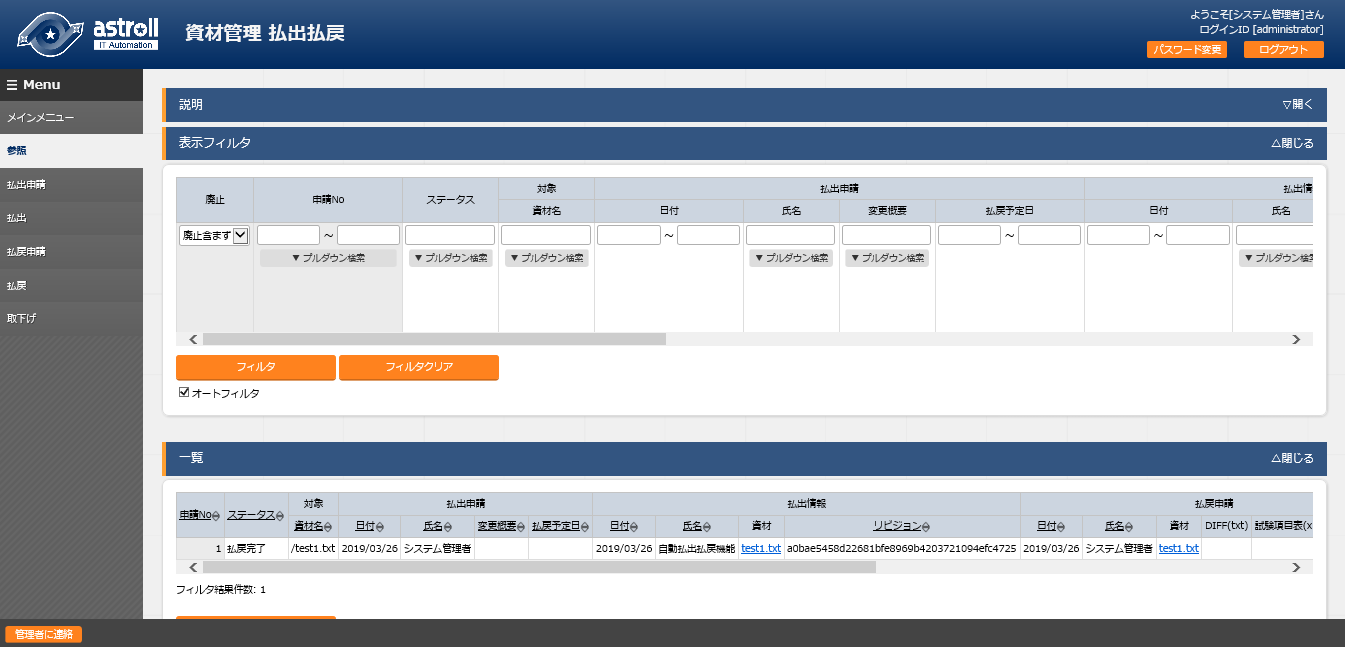 astroll
IT Automation
資材管理 払出払戻
ようこそ[システム管理者]さん
ログインID [administrator]
パスワード変更 ログアウト
☰ Menu
メインメニュー
参照
払出申請
払出
払戻申請
払戻
取下げ
説明 ▽開く
表示フィルタ △閉じる
廃止 申請No ステータス 対象 払出申請 払出情
資材名 日付 氏名 変更概要 払戻予定日 日付 氏名
廃止含まず ～ ～ ～ ～
▼プルダウン検索 ▼プルダウン検索 ▼プルダウン検索 ▼プルダウン検索 ▼プルダウン検索 ▼プルダウン検索
フィルタ フィルタクリア
オートフィルタ
一覧 △閉じる
申請No ステータス 対象 払出申請 払出情報 払戻申請
資材名 日付 氏名 変更概要 払戻予定日 日付 氏名 資材 リビジョン 日付 氏名 資材 DIFF(txt) 試験項目表(x
1 払戻完了 /test1.txt 2019/03/26 システム管理者 2019/03/26 自動払出払戻機能 test1.txt a0bae5458d22681bfe8969b4203721094efc4725 2019/03/26 システム管理者 test1.txt
フィルタ結果件数: 1
管理者に連絡